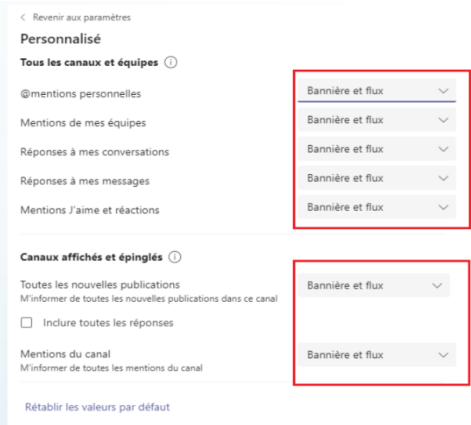 < Revenir aux paramètres
Personnalisé
Tous les canaux et équipes
@mentions personnelles Bannière et flux
Mentions de mes équipes Bannière et flux
Réponses à mes conversations Bannière et flux
Réponses à mes messages Bannière et flux
Mentions J'aime et réactions Bannière et flux
Canaux affichés et épinglés
Toutes les nouvelles publications Bannière et flux
M'informer de toutes les nouvelles publications dans ce canal
Inclure toutes les réponses
Mentions du canal Bannière et flux
M'informer de toutes les mentions du canal
Rétablir les valeurs par défaut